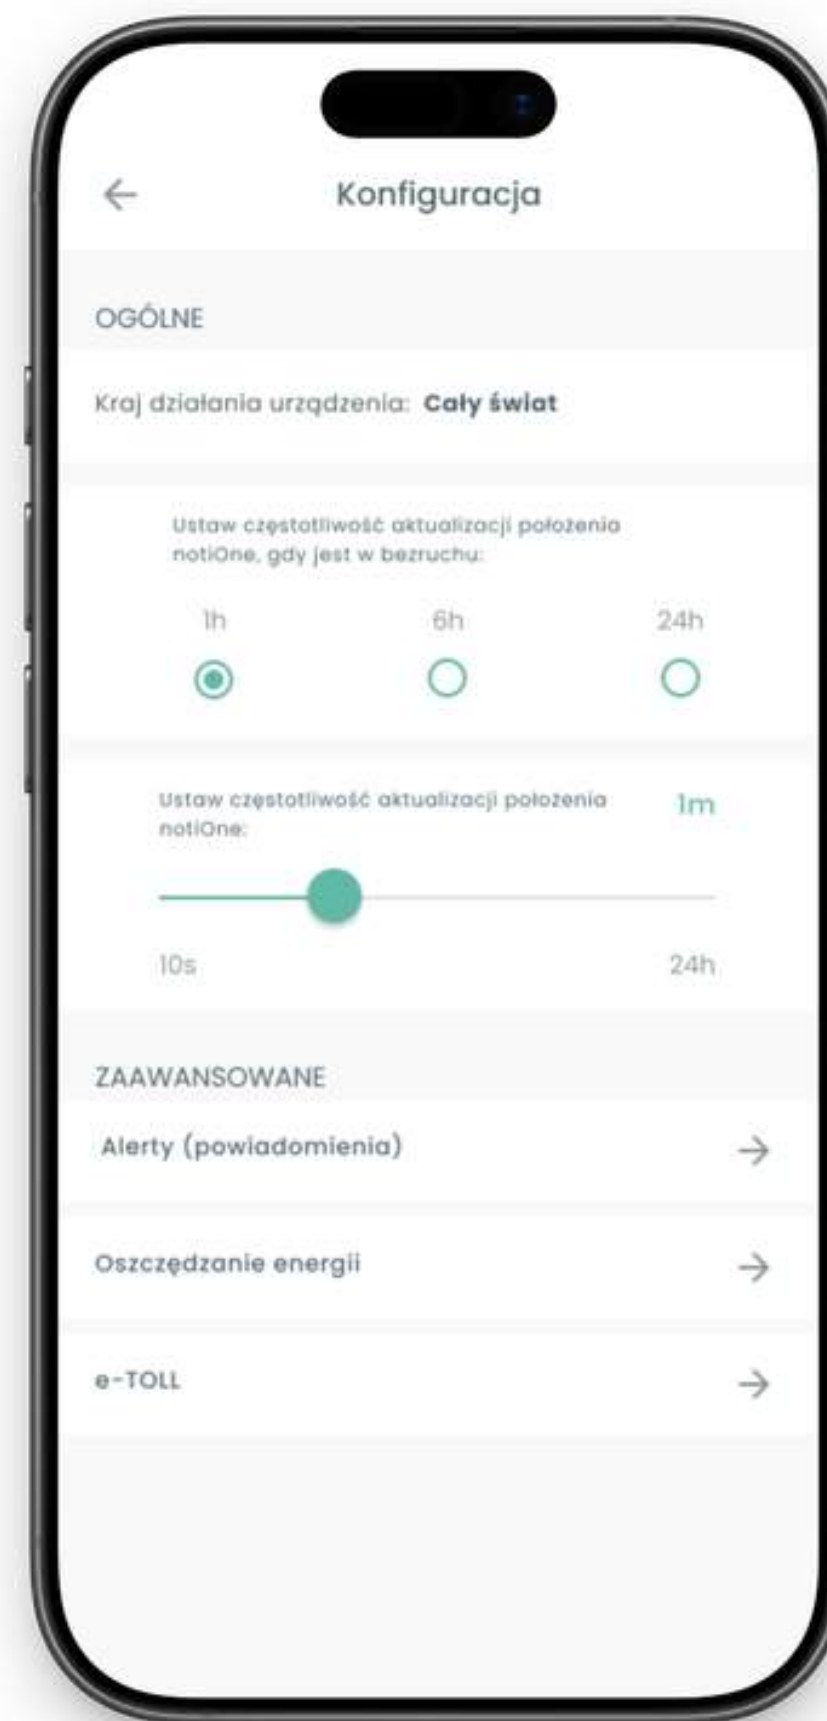 Konfiguracja
OGÓLNE
Kraj działania urządzenia: Cały świat
Ustaw częstotliwość aktualizacji położenia
notiOne, gdy jest w bezruchu:
1h 6h 24h
Ustaw częstotliwość aktualizacji położenia 1m
notiOne:
10s 24h
ZAAWANSOWANE
Alerty (powiadomienia)
Oszczędzanie energii
e-TOLL